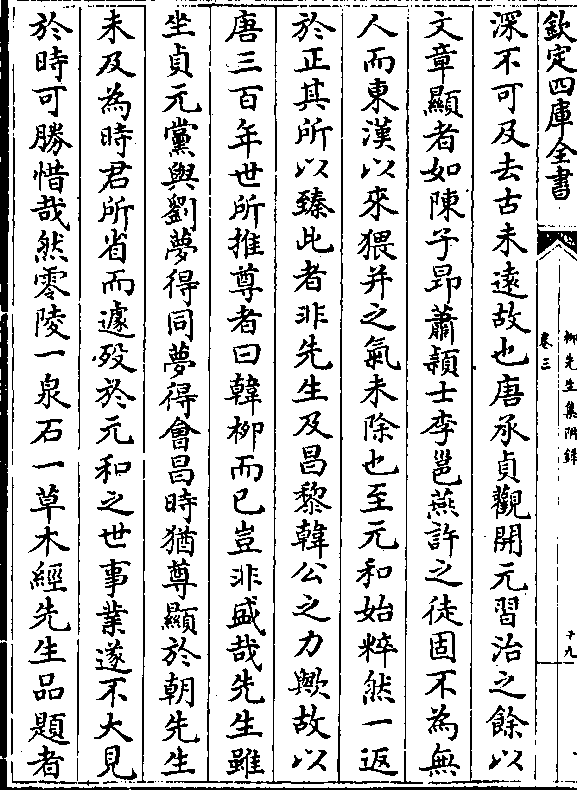 欽定四庫全書
柳先生集附錄
卷三
十九
深不可及去古未遠故也唐承貞觀開元習治之餘以
文章顯者如陳子昂蕭穎士李邕燕許之徒固不為無
人而東漢以來猥并之氣未除也至元和始粹然一返
於正其所以臻此者非先生及昌黎韓公之力歟故以
唐三百年世所推尊者曰韓柳而已豈非盛哉先生雖
坐貞元黨與劉夢得同夢得㑹昌時猶尊顯於朝先生
未及為時君所省而遽殁於元和之世事業遂不大見
於時可勝惜哉然零陵一泉石一草木經先生品題者